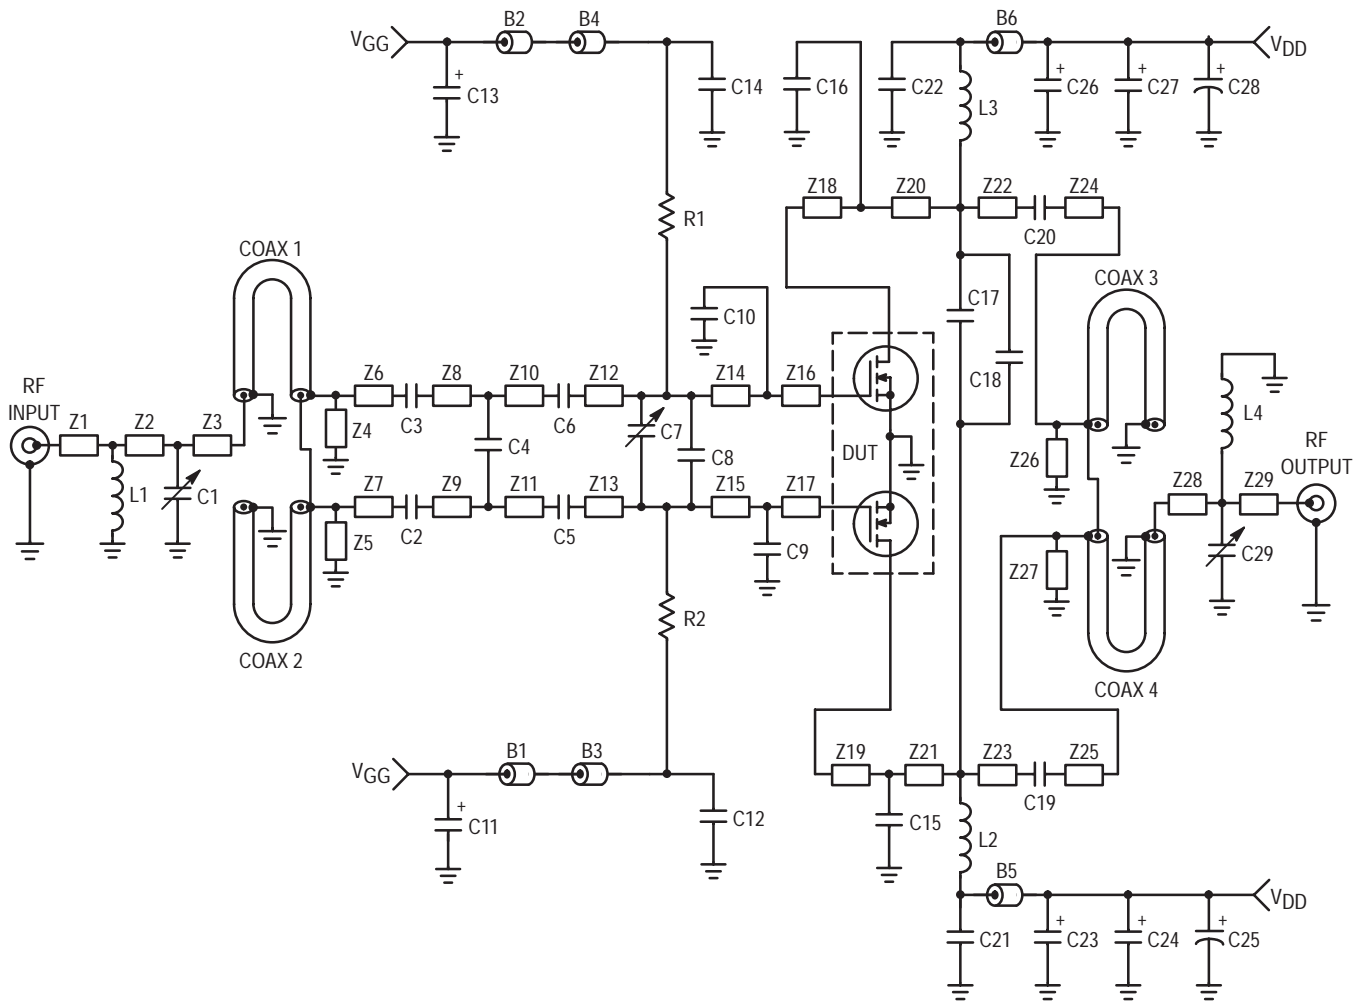 VGG
B2
B4
B6
VDD
C13
+
C14
C16
C22
L3
+
C26
+
C27
+
C28
Z18
Z20
Z22
Z24
R1
C20
COAX 1
COAX 3
C10
C17
C18
RF
INPUT
Z1
Z2
Z3
Z6
Z8
Z10
Z12
Z14
Z16
C3
C6
Z4
C4
C7
C8
DUT
L4
RF
OUTPUT
L1
C1
Z26
Z28
Z29
Z7
Z9
Z11
Z13
Z15
Z17
C2
C5
Z5
C9
Z27
C29
R2
COAX 2
COAX 4
VGG
B1
B3
Z19
Z21
Z23
Z25
C19
+
C11
C12
C15
L2
B5
VDD
C21
+
C23
+
C24
+
C25